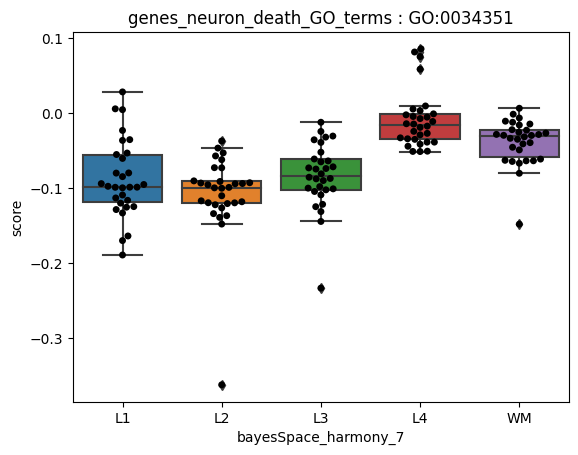 genes_neuron_death_GO_terms : GO:0034351
0.1
0.0
−0.1
−0.2
−0.3
score
L1 L2 L3 L4 WM
bayesSpace_harmony_7